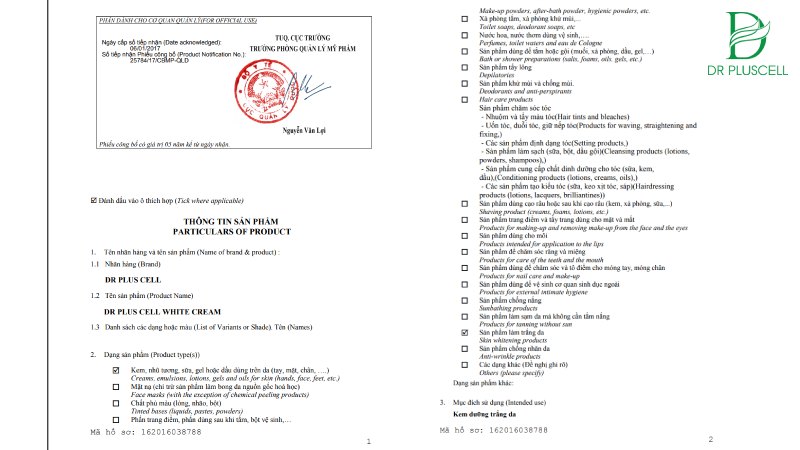 PHẦN DÀNH CHO CƠ QUAN QUẢN LÝ(FOR OFFICIAL USE)
Ngày cấp số tiếp nhận (Date acknowledged):
06/01/2017
Số tiếp nhận Phiếu công bố (Product Notification No.):
25784/17/CBMP-QLD
TUQ. CỤC TRƯỞNG
TRƯỞNG PHÒNG QUẢN LÝ MỸ PHẨM
BỘ Y TẾ
CỤC QUẢN LÝ
Nguyễn Văn Lợi
Phiếu công bố có giá trị 05 năm kể từ ngày nhận.
☑ Đánh dấu vào ô thích hợp (Tick where applicable)
THÔNG TIN SẢN PHẨM
PARTICULARS OF PRODUCT
1. Tên nhãn hàng và tên sản phẩm (Name of brand & product) :
1.1 Nhãn hàng (Brand)
DR PLUS CELL
1.2 Tên sản phẩm (Product Name)
DR PLUS CELL WHITE CREAM
1.3 Danh sách các dạng hoặc màu (List of Variants or Shade). Tên (Names)
2. Dạng sản phẩm (Product type(s))
☑ Kem, nhũ tương, sữa, gel hoặc dầu dùng trên da (tay, mặt, chân, ….)
Creams, emulsions, lotions, gels and oils for skin (hands, face, feet, etc.)
☐ Mặt nạ (chỉ trừ sản phẩm làm bong da nguồn gốc hoá học)
Face masks (with the exception of chemical peeling products)
☐ Chất phủ màu (lỏng, nhão, bột)
Tinted bases (liquids, pastes, powders)
☐ Phấn trang điểm, phấn dùng sau khi tắm, bột vệ sinh,…
Mã hồ sơ: 162016038788
1
Make-up powders, after-bath powder, hygienic powders, etc.
☐ Xà phòng tắm, xà phòng khử mùi,..
Toilet soaps, deodorant soaps, etc
☐ Nước hoa, nước thơm dùng vệ sinh,….
Perfumes, toilet waters and eau de Cologne
☐ Sản phẩm dùng để tắm hoặc gội (muối, xà phòng, dầu, gel,…)
Bath or shower preparations (salts, foams, oils, gels, etc.)
☐ Sản phẩm tẩy lông
Depilatories
☐ Sản phẩm khử mùi và chống mùi.
Deodorants and anti-perspirants
☐ Hair care products
Sản phẩm chăm sóc tóc
- Nhuộm và tẩy màu tóc(Hair tints and bleaches)
- Uốn tóc, duỗi tóc, giữ nếp tóc(Products for waving, straightening and
fixing,)
- Các sản phẩm định dạng tóc(Setting products,)
- Sản phẩm làm sạch (sữa, bột, dầu gội)(Cleansing products (lotions,
powders, shampoos),)
- Sản phẩm cung cấp chất dinh dưỡng cho tóc (sữa, kem,
dầu),(Conditioning products (lotions, creams, oils),)
- Các sản phẩm tạo kiểu tóc (sữa, keo xịt tóc, sáp)(Hairdressing
products (lotions, lacquers, brilliantines))
☐ Sản phẩm dùng cạo râu hoặc sau khi cạo râu (kem, xà phòng, sữa,...)
Shaving product (creams, foams, lotions, etc.)
☐ Sản phẩm trang điểm và tẩy trang dùng cho mặt và mắt
Products for making-up and removing make-up from the face and the eyes
☐ Sản phẩm dùng cho môi
Products intended for application to the lips
☐ Sản phẩm để chăm sóc răng và miệng
Products for care of the teeth and the mouth
☐ Sản phẩm dùng để chăm sóc và tô điểm cho móng tay, móng chân
Products for nail care and make-up
☐ Sản phẩm dùng để vệ sinh cơ quan sinh dục ngoài
Products for external intimate hygiene
☐ Sản phẩm chống nắng
Sunbathing products
☐ Sản phẩm làm sạm da mà không cần tắm nắng
Products for tanning without sun
☑ Sản phẩm làm trắng da
Skin whitening products
☐ Sản phẩm chống nhăn da
Anti-wrinkle products
☐ Các dạng khác (Đề nghị ghi rõ)
Others (please specify)
Dạng sản phẩm khác:
3. Mục đích sử dụng (Intended use)
Kem dưỡng trắng da
Mã hồ sơ: 162016038788
2
DR PLUSCELL